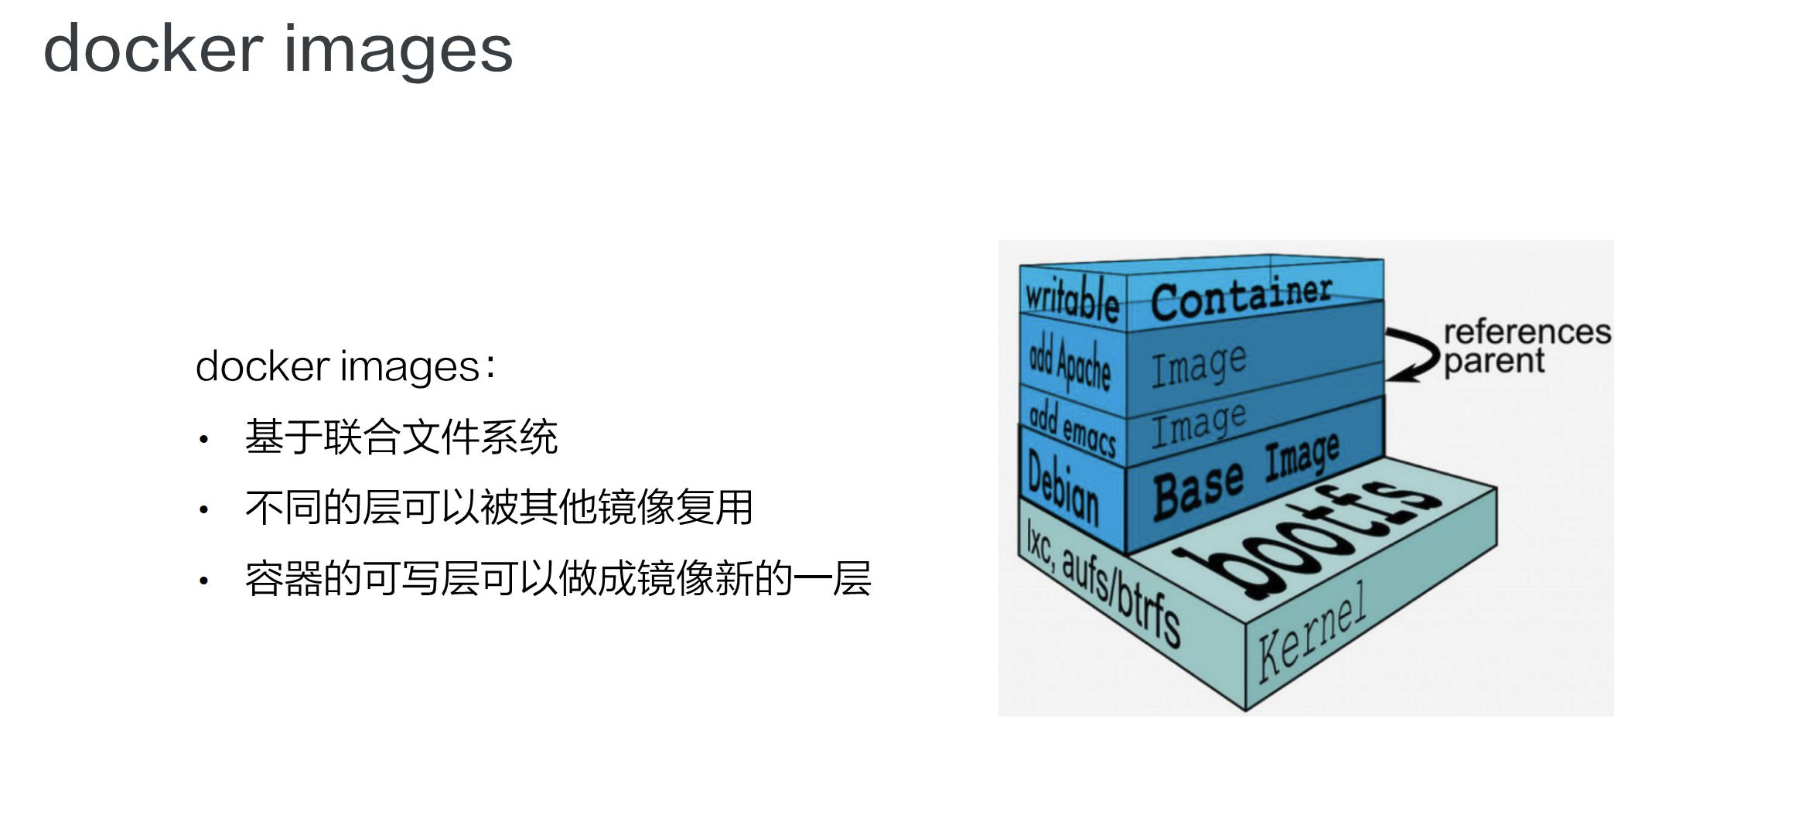 docker images
docker images：
• 基于联合文件系统
• 不同的层可以被其他镜像复用
• 容器的可写层可以做成镜像新的一层
writable Container
add Apache Image
add emacs Image
Debian Base Image
references
parent
bootfs
lxc, aufs/btrfs
Kernel